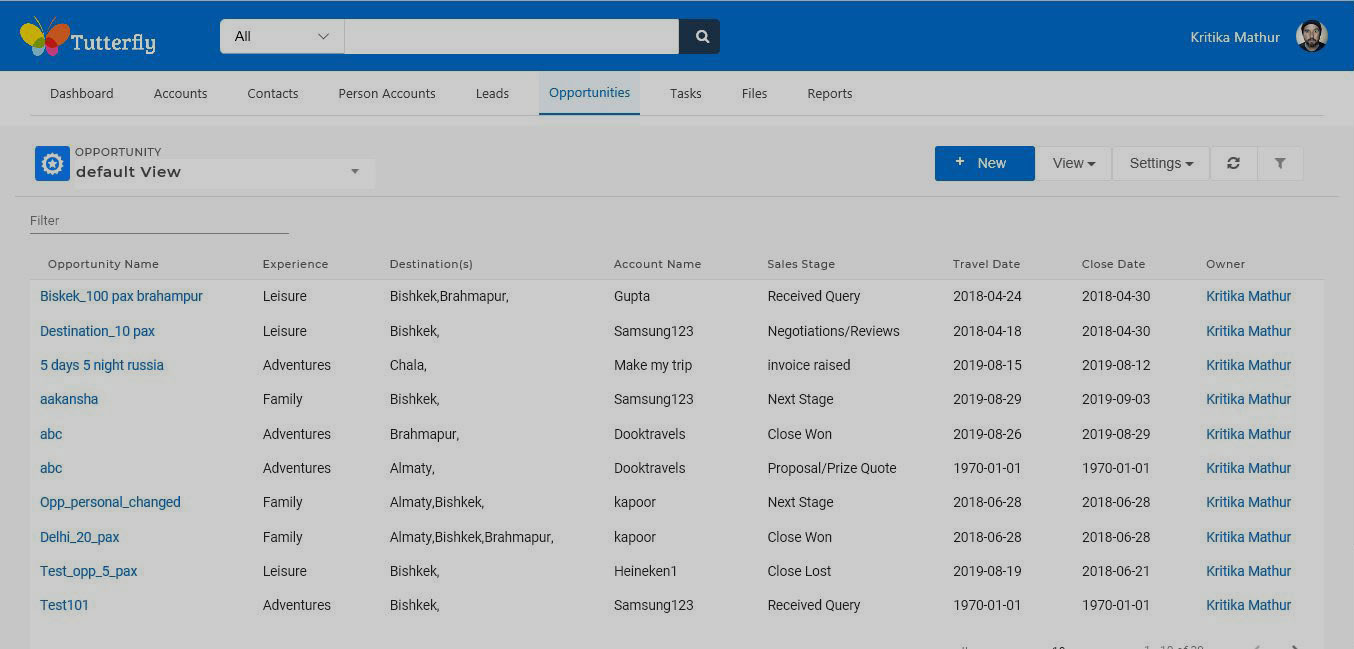 Tutterfly
All
Kritika Mathur
Dashboard Accounts Contacts Person Accounts Leads Opportunities Tasks Files Reports
OPPORTUNITY
default View
+ New View Settings
Filter
Opportunity Name Experience Destination(s) Account Name Sales Stage Travel Date Close Date Owner
Biskek_100 pax brahampur Leisure Bishkek,Brahmapur, Gupta Received Query 2018-04-24 2018-04-30 Kritika Mathur
Destination_10 pax Leisure Bishkek, Samsung123 Negotiations/Reviews 2018-04-18 2018-04-30 Kritika Mathur
5 days 5 night russia Adventures Chala, Make my trip invoice raised 2019-08-15 2019-08-12 Kritika Mathur
aakansha Family Bishkek, Samsung123 Next Stage 2019-08-29 2019-09-03 Kritika Mathur
abc Adventures Brahmapur, Dooktravels Close Won 2019-08-26 2019-08-29 Kritika Mathur
abc Adventures Almaty, Dooktravels Proposal/Prize Quote 1970-01-01 1970-01-01 Kritika Mathur
Opp_personal_changed Family Almaty,Bishkek, kapoor Next Stage 2018-06-28 2018-06-28 Kritika Mathur
Delhi_20_pax Family Almaty,Bishkek,Brahmapur, kapoor Close Won 2018-06-28 2018-06-28 Kritika Mathur
Test_opp_5_pax Leisure Bishkek, Heineken1 Close Lost 2019-08-19 2018-06-21 Kritika Mathur
Test101 Adventures Bishkek, Samsung123 Received Query 1970-01-01 1970-01-01 Kritika Mathur